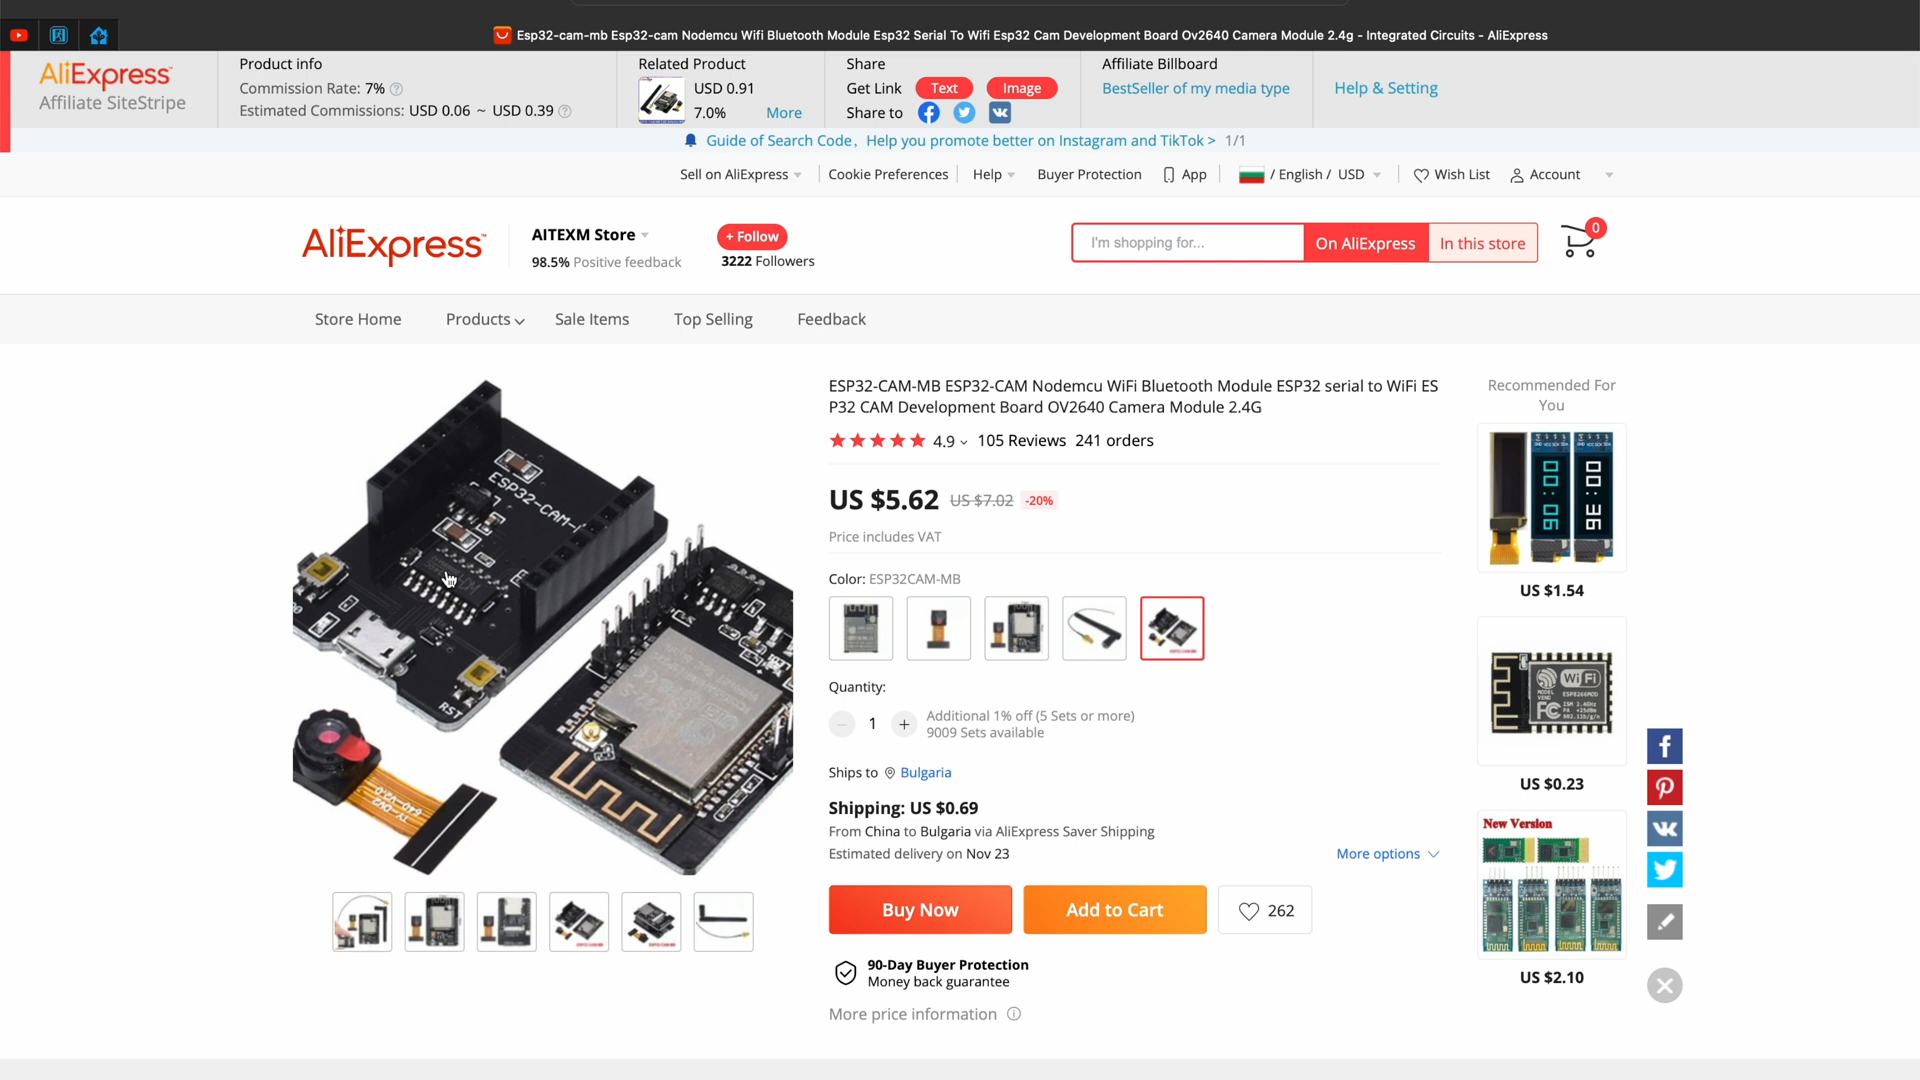 Esp32-cam-mb Esp32-cam Nodemcu Wifi Bluetooth Module Esp32 Serial To Wifi Esp32 Cam Development Board Ov2640 Camera Module 2.4g - Integrated Circuits - AliExpress
AliExpress
Affiliate SiteStripe
Product info
Commission Rate: 7%
Estimated Commissions: USD 0.06 ~ USD 0.39
Related Product
USD 0.91
7.0%
More
Share
Get Link
Text
Image
Share to
Affiliate Billboard
BestSeller of my media type
Help & Setting
Guide of Search Code, Help you promote better on Instagram and TikTok > 1/1
Sell on AliExpress
Cookie Preferences
Help
Buyer Protection
App
/ English / USD
Wish List
Account
AliExpress
AITEXM Store
98.5% Positive feedback
+ Follow
3222 Followers
I'm shopping for...
On AliExpress
In this store
0
Store Home
Products
Sale Items
Top Selling
Feedback
ESP32-CAM-MB ESP32-CAM Nodemcu WiFi Bluetooth Module ESP32 serial to WiFi ES
P32 CAM Development Board OV2640 Camera Module 2.4G
4.9
105 Reviews
241 orders
US $5.62
US $7.02
-20%
Price includes VAT
Color: ESP32CAM-MB
Quantity:
1
+
Additional 1% off (5 Sets or more)
9009 Sets available
Ships to
Bulgaria
Shipping: US $0.69
From China to Bulgaria via AliExpress Saver Shipping
Estimated delivery on Nov 23
More options
Buy Now
Add to Cart
262
90-Day Buyer Protection
Money back guarantee
More price information
ESP32-CAM-
RST
Recommended For
You
US $1.54
WiFi
FC
US $0.23
New Version
US $2.10